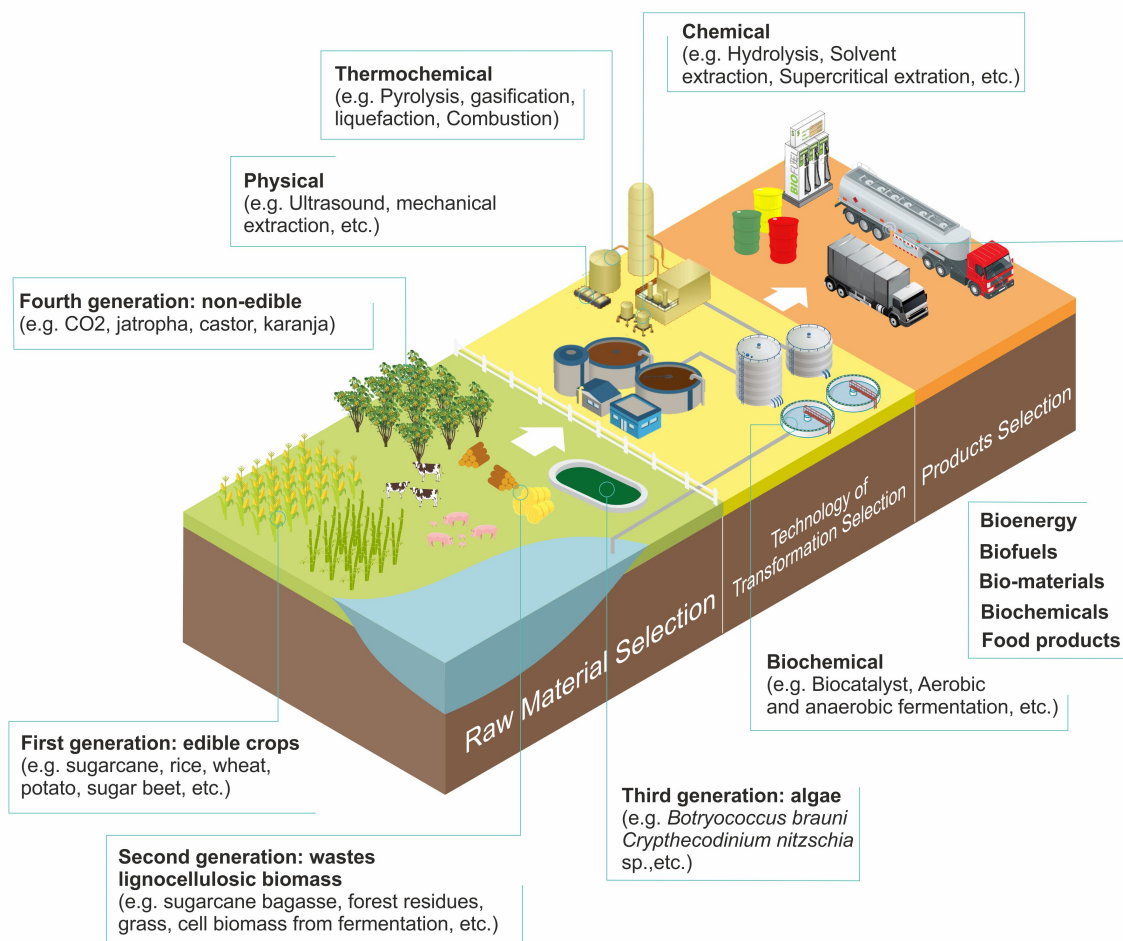 Chemical
(e.g. Hydrolysis, Solvent
extraction, Supercritical extration, etc.)
Thermochemical
(e.g. Pyrolysis, gasification,
liquefaction, Combustion)
Physical
(e.g. Ultrasound, mechanical
extraction, etc.)
Fourth generation: non-edible
(e.g. CO2, jatropha, castor, karanja)
BIOFUEL
Raw Material Selection
Technology of
Transformation Selection
Products Selection
Bioenergy
Biofuels
Bio-materials
Biochemicals
Food products
Biochemical
(e.g. Biocatalyst, Aerobic
and anaerobic fermentation, etc.)
First generation: edible crops
(e.g. sugarcane, rice, wheat,
potato, sugar beet, etc.)
Third generation: algae
(e.g. Botryococcus brauni
Crypthecodinium nitzschia
sp.,etc.)
Second generation: wastes
lignocellulosic biomass
(e.g. sugarcane bagasse, forest residues,
grass, cell biomass from fermentation, etc.)